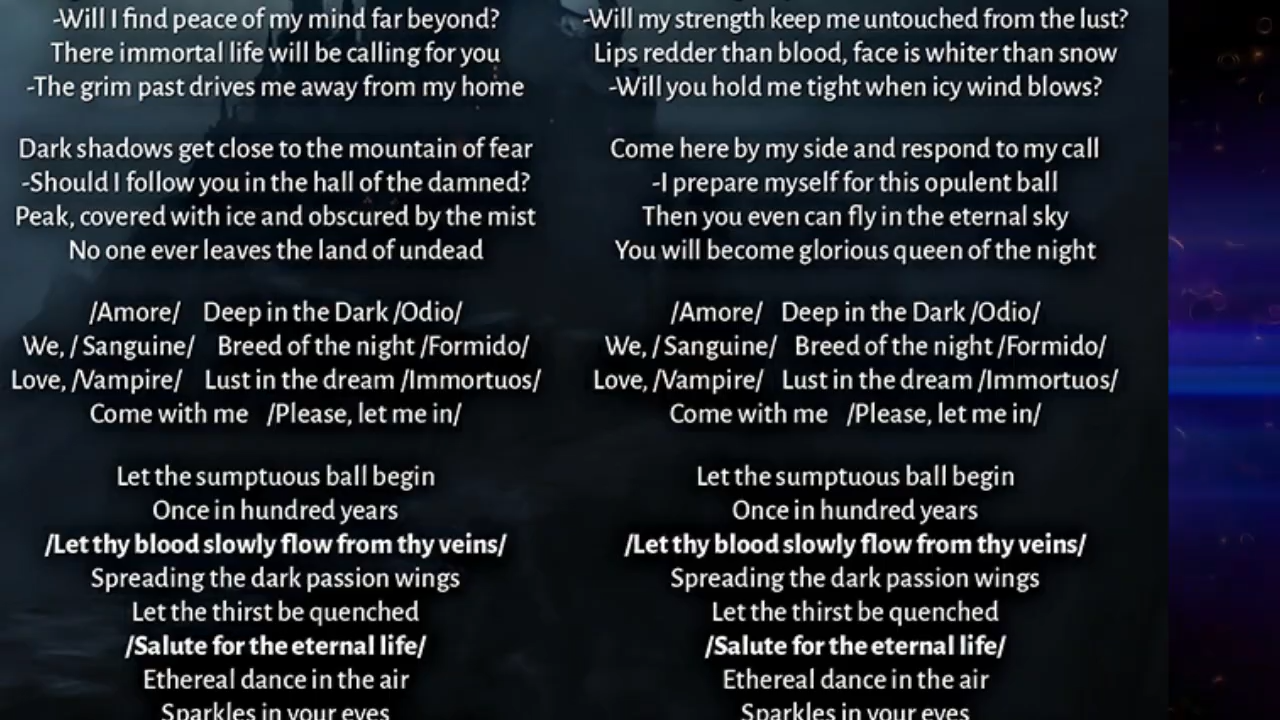 -Will I find peace of my mind far beyond?
There immortal life will be calling for you
-The grim past drives me away from my home
Dark shadows get close to the mountain of fear
-Should I follow you in the hall of the damned?
Peak, covered with ice and obscured by the mist
No one ever leaves the land of undead
/Amore/ Deep in the Dark /Odio/
We, / Sanguine/ Breed of the night /Formido/
Love, /Vampire/ Lust in the dream /Immortuos/
Come with me /Please, let me in/
Let the sumptuous ball begin
Once in hundred years
/Let thy blood slowly flow from thy veins/
Spreading the dark passion wings
Let the thirst be quenched
/Salute for the eternal life/
Ethereal dance in the air
Sparkles in your eyes
-Will my strength keep me untouched from the lust?
Lips redder than blood, face is whiter than snow
-Will you hold me tight when icy wind blows?
Come here by my side and respond to my call
-I prepare myself for this opulent ball
Then you even can fly in the eternal sky
You will become glorious queen of the night
/Amore/ Deep in the Dark /Odio/
We, / Sanguine/ Breed of the night /Formido/
Love, /Vampire/ Lust in the dream /Immortuos/
Come with me /Please, let me in/
Let the sumptuous ball begin
Once in hundred years
/Let thy blood slowly flow from thy veins/
Spreading the dark passion wings
Let the thirst be quenched
/Salute for the eternal life/
Ethereal dance in the air
Sparkles in your eyes